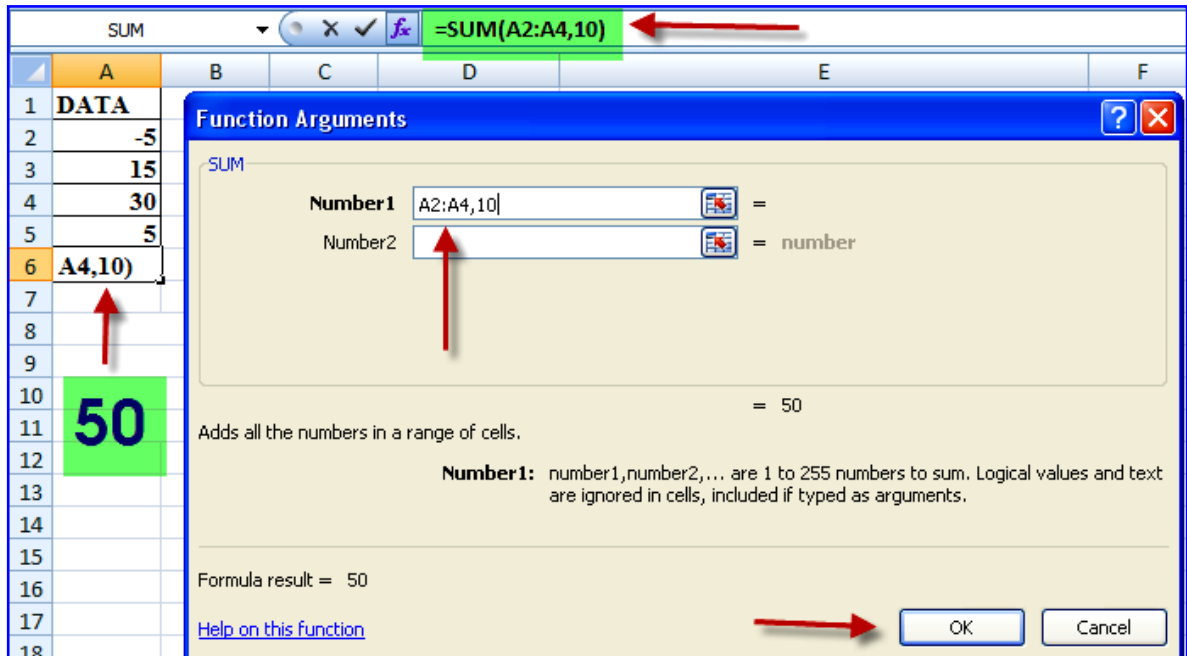 SUM =SUM(A2:A4,10)
A B C D E F
1 DATA
2 -5
3 15
4 30
5 5
6 A4,10)
7
8
9
10
11
12
13
14
15
16
17
18
50
Function Arguments
SUM
Number1 A2:A4,10 =
Number2 = number
= 50
Adds all the numbers in a range of cells.
Number1: number1,number2,... are 1 to 255 numbers to sum. Logical values and text
are ignored in cells, included if typed as arguments.
Formula result = 50
Help on this function
OK Cancel